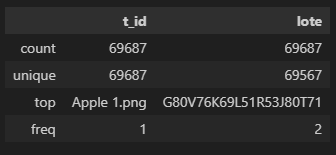 t_id lote
count 69687 69687
unique 69687 69567
top Apple 1.png G80V76K69L51R53J80T71
freq 1 2